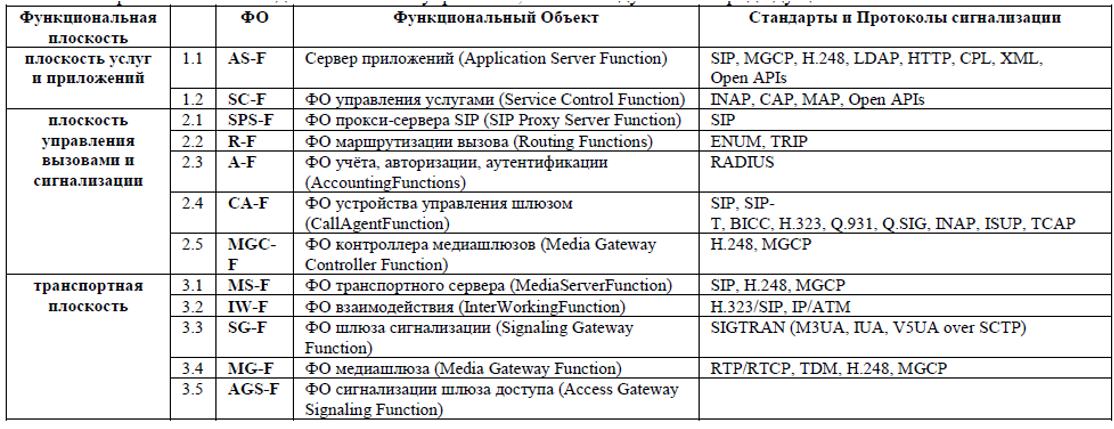 Функциональная плоскость | | ФО | Функциональный Объект | Стандарты и Протоколы сигнализации
плоскость услуг и приложений | 1.1 | AS-F | Сервер приложений (Application Server Function) | SIP, MGCP, H.248, LDAP, HTTP, CPL, XML, Open APIs
| 1.2 | SC-F | ФО управления услугами (Service Control Function) | INAP, CAP, MAP, Open APIs
плоскость управления вызовами и сигнализации | 2.1 | SPS-F | ФО прокси-сервера SIP (SIP Proxy Server Function) | SIP
| 2.2 | R-F | ФО маршрутизации вызова (Routing Functions) | ENUM, TRIP
| 2.3 | A-F | ФО учёта, авторизации, аутентификации (AccountingFunctions) | RADIUS
| 2.4 | CA-F | ФО устройства управления шлюзом (CallAgentFunction) | SIP, SIP-T, BICC, H.323, Q.931, Q.SIG, INAP, ISUP, TCAP
| 2.5 | MGC-F | ФО контроллера медиашлюзов (Media Gateway Controller Function) | H.248, MGCP
транспортная плоскость | 3.1 | MS-F | ФО транспортного сервера (MediaServerFunction) | SIP, H.248, MGCP
| 3.2 | IW-F | ФО взаимодействия (InterWorkingFunction) | H.323/SIP, IP/ATM
| 3.3 | SG-F | ФО шлюза сигнализации (Signaling Gateway Function) | SIGTRAN (M3UA, IUA, V5UA over SCTP)
| 3.4 | MG-F | ФО медиашлюза (Media Gateway Function) | RTP/RTCP, TDM, H.248, MGCP
| 3.5 | AGS-F | ФО сигнализации шлюза доступа (Access Gateway Signaling Function) |